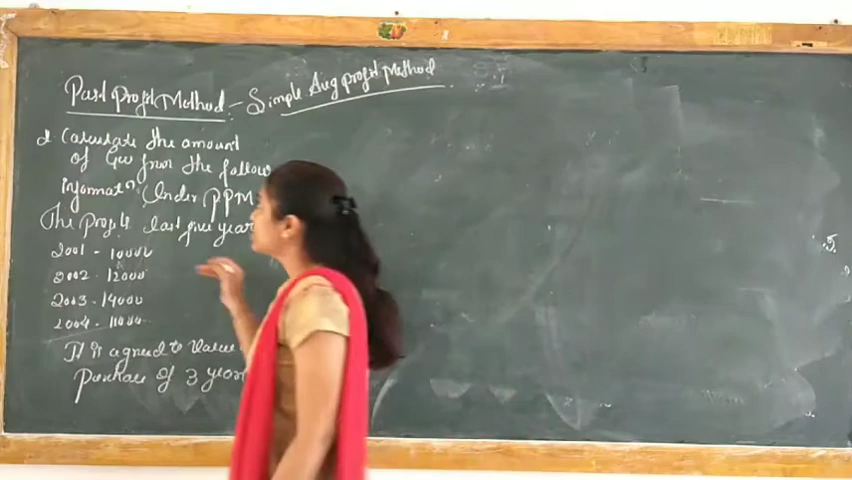 Past Profit Method :- Simple Avg profit Method
1 Calculate the amount
of GW from the follow
information Under PPM
The profit last five year
2001 - 10000
2002 - 12000
2003 - 14000
2004 - 11000
It is agreed to value
purchase of 3 years